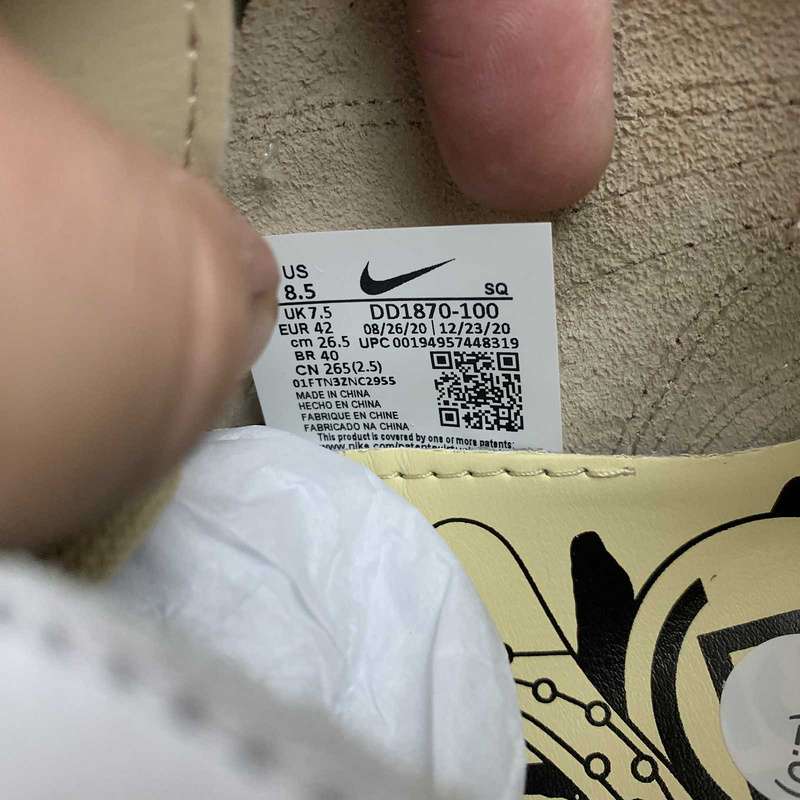 US
8.5
SQ
UK 7.5
DD1870-100
EUR 42
08/26/20 | 12/23/20
cm 26.5
UPC 00194957448319
BR 40
CN 265(2.5)
01FTN3ZNC2955
MADE IN CHINA
HECHO EN CHINA
FABRIQUE EN CHINE
FABRICADO NA CHINA
This product is covered by one or more patents: